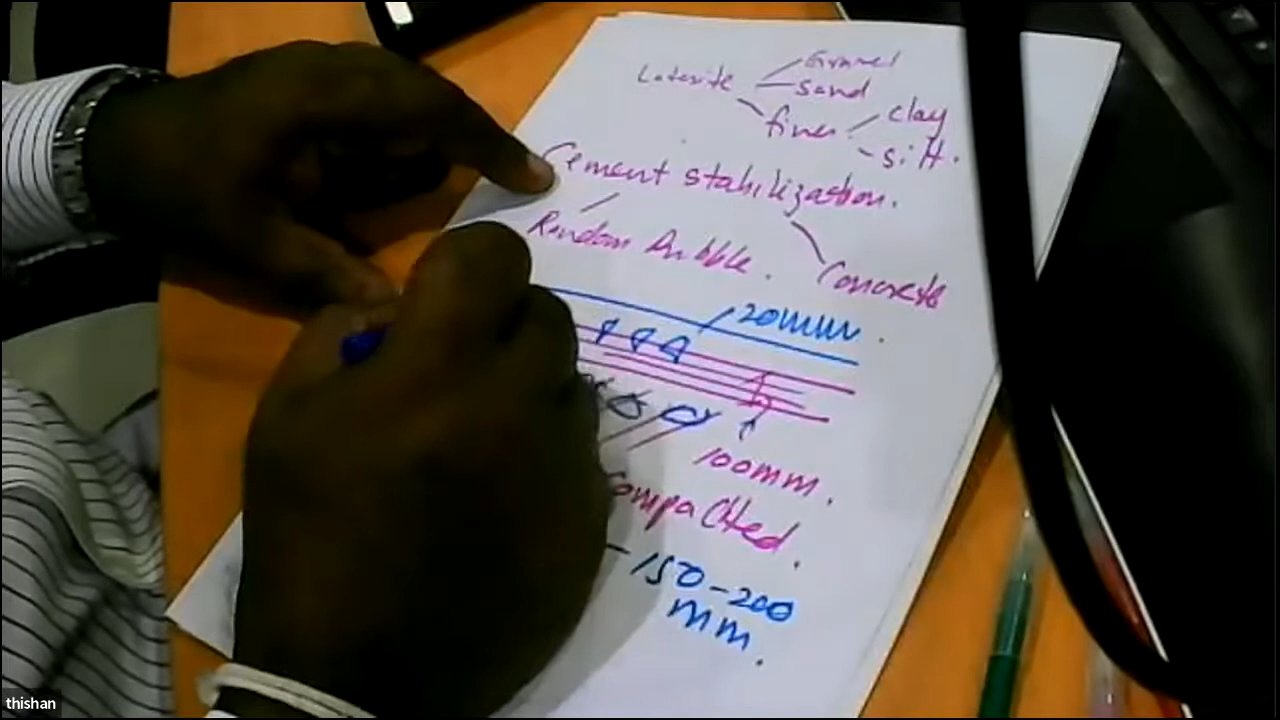 Laterite
Gravel
sand
fines
clay
silt.
Cement stabilization.
Random Rubble.
Concrete
20mm.
100mm.
Compacted.
- 150-200
mm.
thishan